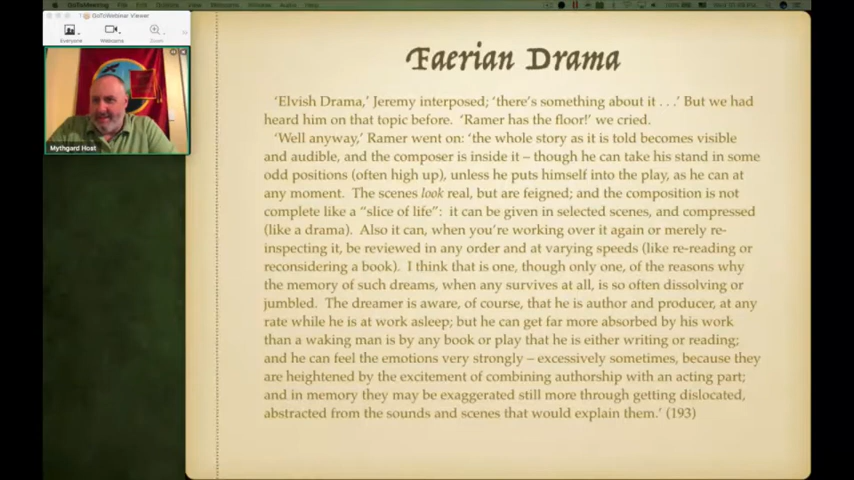 GoToWebinar Viewer
Everyone
Webcams
Mythgard Host
Faerian Drama
'Elvish Drama,' Jeremy interposed; 'there's something about it . . .' But we had
heard him on that topic before. 'Ramer has the floor!' we cried.
'Well anyway,' Ramer went on: 'the whole story as it is told becomes visible
and audible, and the composer is inside it – though he can take his stand in some
odd positions (often high up), unless he puts himself into the play, as he can at
any moment. The scenes look real, but are feigned; and the composition is not
complete like a "slice of life": it can be given in selected scenes, and compressed
(like a drama). Also it can, when you're working over it again or merely re-
inspecting it, be reviewed in any order and at varying speeds (like re-reading or
reconsidering a book). I think that is one, though only one, of the reasons why
the memory of such dreams, when any survives at all, is so often dissolving or
jumbled. The dreamer is aware, of course, that he is author and producer, at any
rate while he is at work asleep; but he can get far more absorbed by his work
than a waking man is by any book or play that he is either writing or reading;
and he can feel the emotions very strongly – excessively sometimes, because they
are heightened by the excitement of combining authorship with an acting part;
and in memory they may be exaggerated still more through getting dislocated,
abstracted from the sounds and scenes that would explain them.' (193)